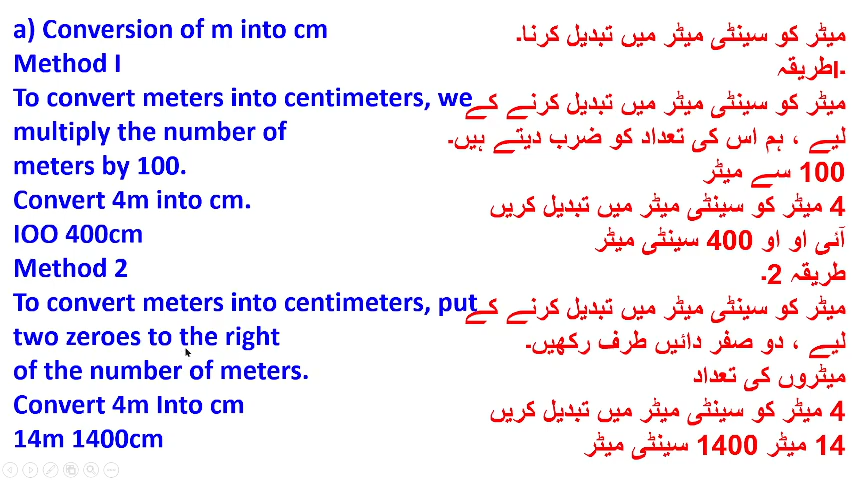 a) Conversion of m into cm
Method I
To convert meters into centimeters, we
multiply the number of
meters by 100.
Convert 4m into cm.
IOO 400cm
Method 2
To convert meters into centimeters, put
two zeroes to the right
of the number of meters.
Convert 4m Into cm
14m 1400cm
میٹر کو سینٹی میٹر میں تبدیل کرنا۔
طریقہا۔
میٹر کو سینٹی میٹر میں تبدیل کرنے کے
لیے ، ہم اس کی تعداد کو ضرب دیتے ہیں۔
100 سے میٹر
4 میٹر کو سینٹی میٹر میں تبدیل کریں
آئی او او 400 سینٹی میٹر
طریقہ 2۔
میٹر کو سینٹی میٹر میں تبدیل کرنے کے
لیے ، دو صفر دائیں طرف رکھیں۔
میٹروں کی تعداد
4 میٹر کو سینٹی میٹر میں تبدیل کریں
14 میٹر 1400 سینٹی میٹر